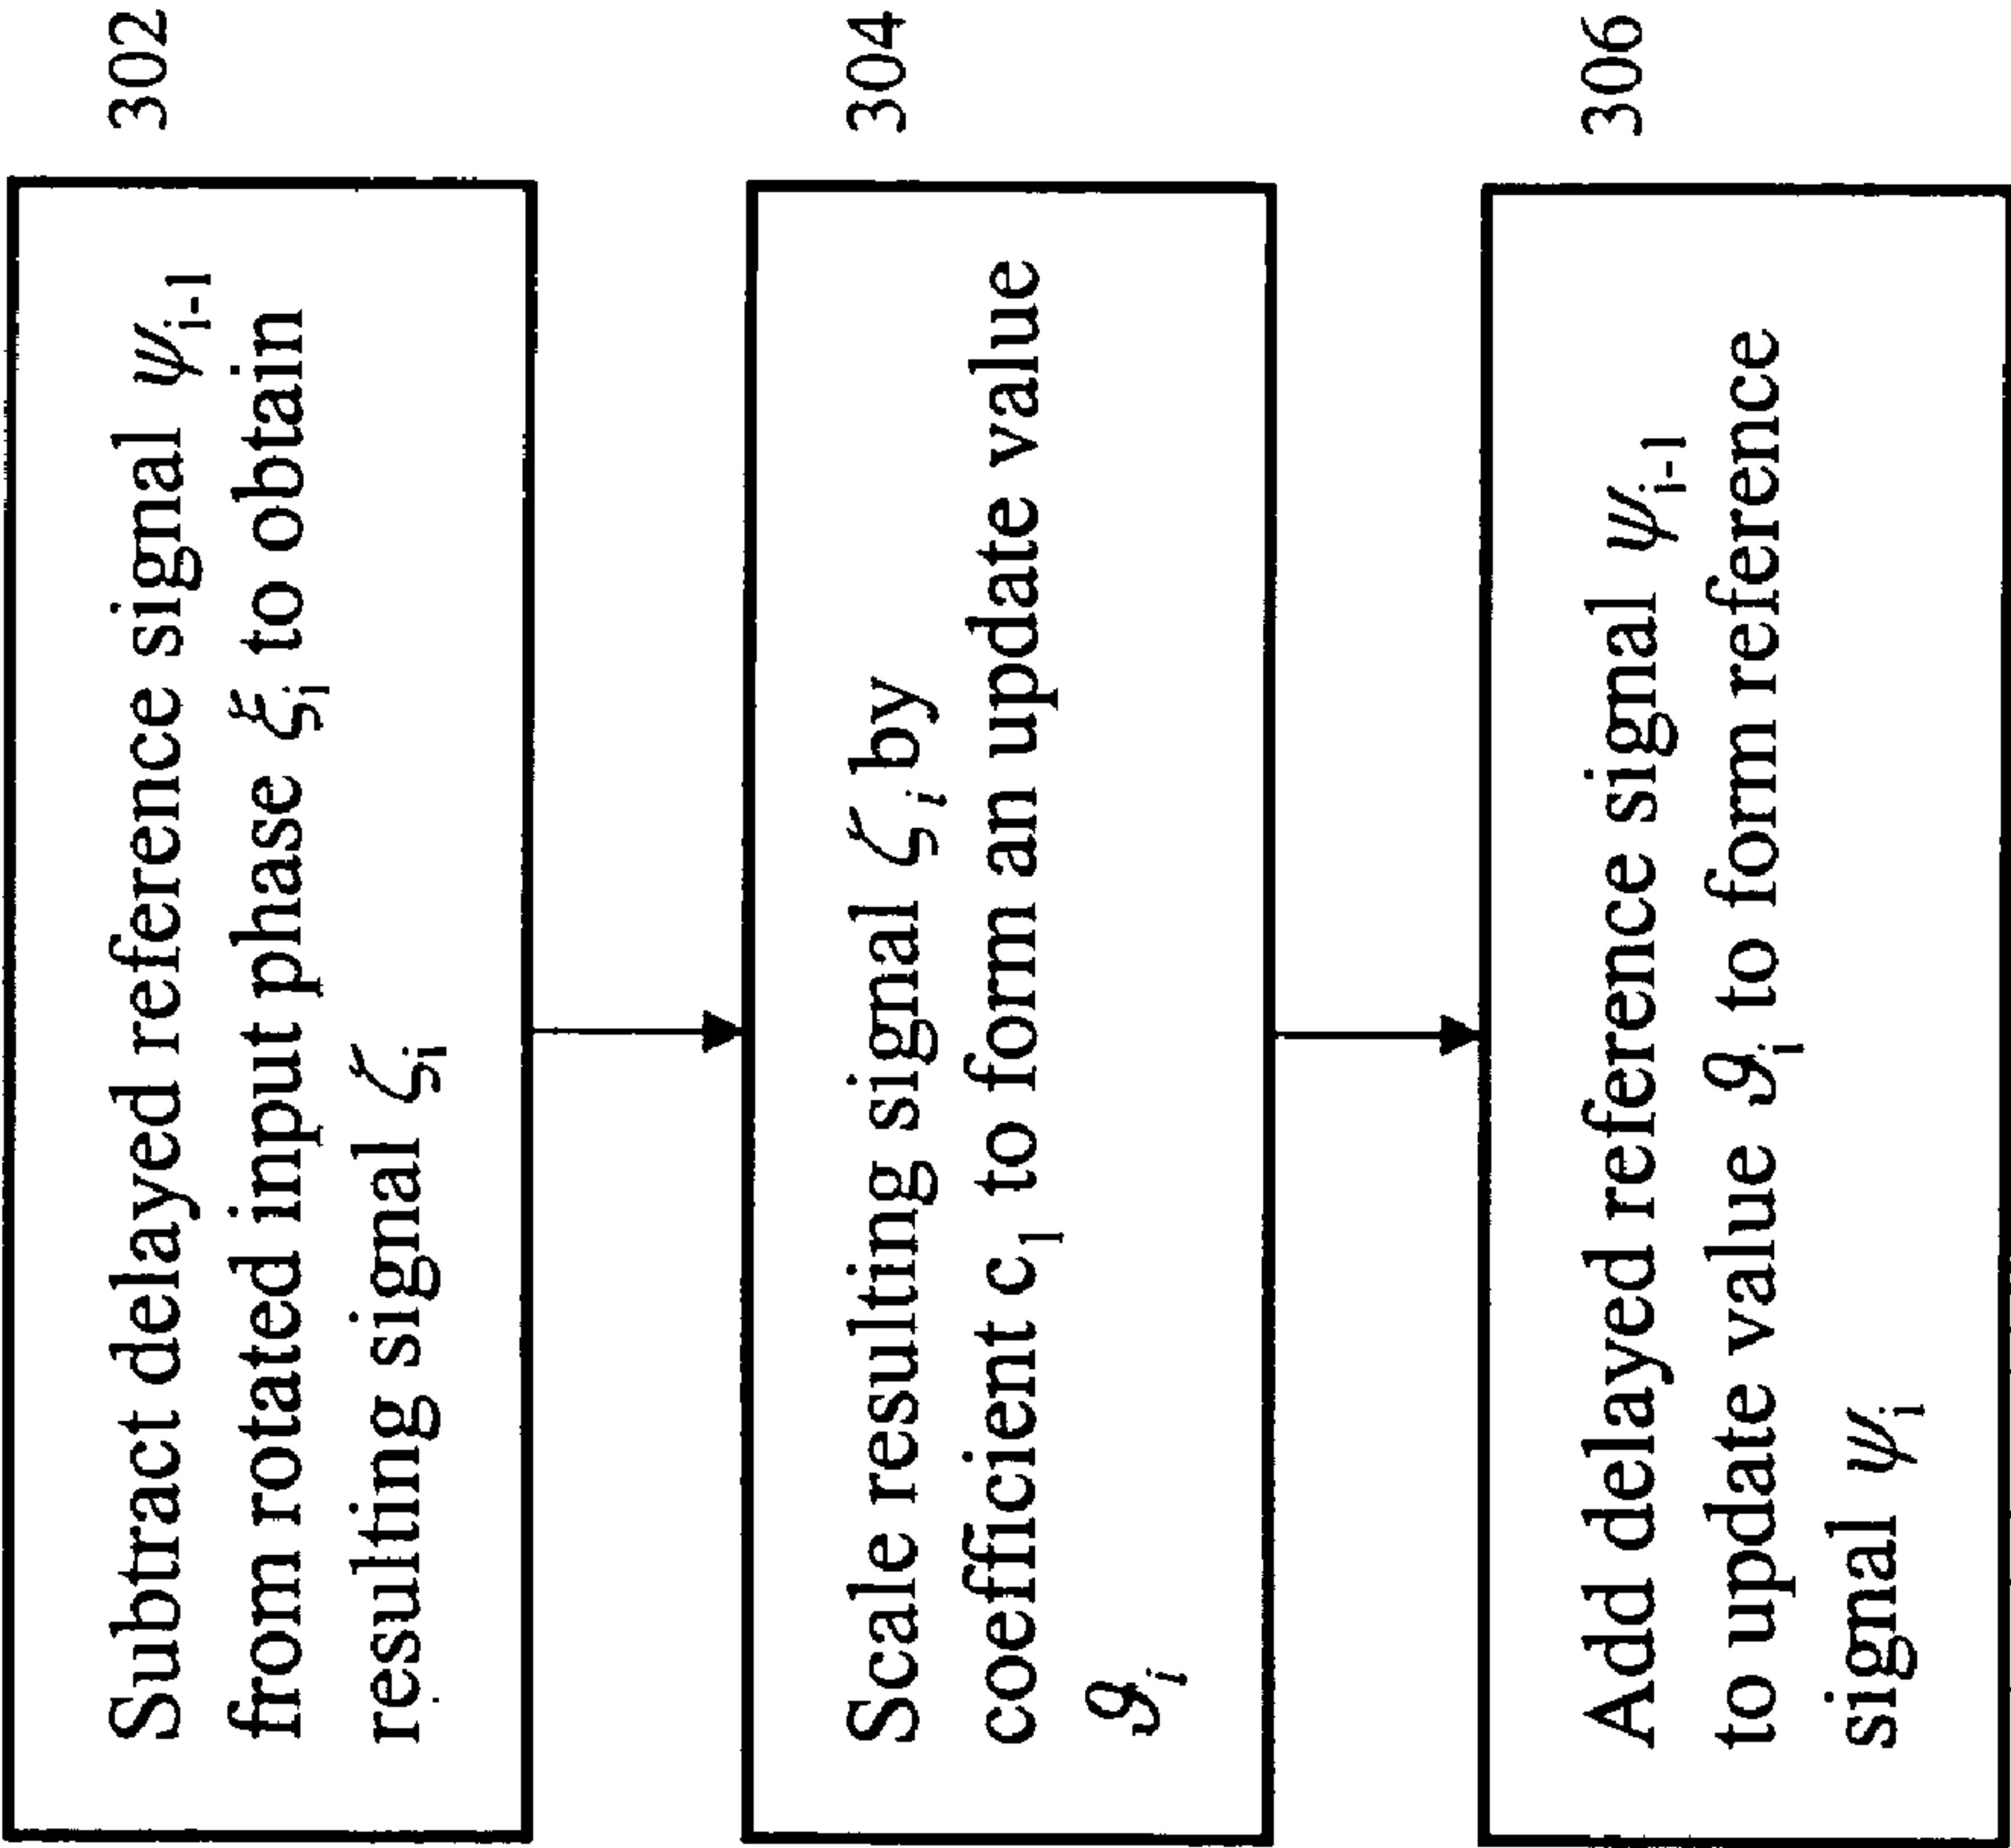 302
Subtract delayed reference signal ψi-1
from rotated input phase ξi to obtain
resulting signal ζi
304
Scale resulting signal ζi by
coefficient c1 to form an update value
ϑi
306
Add delayed reference signal ψi-1
to update value ϑi to form reference
signal ψi